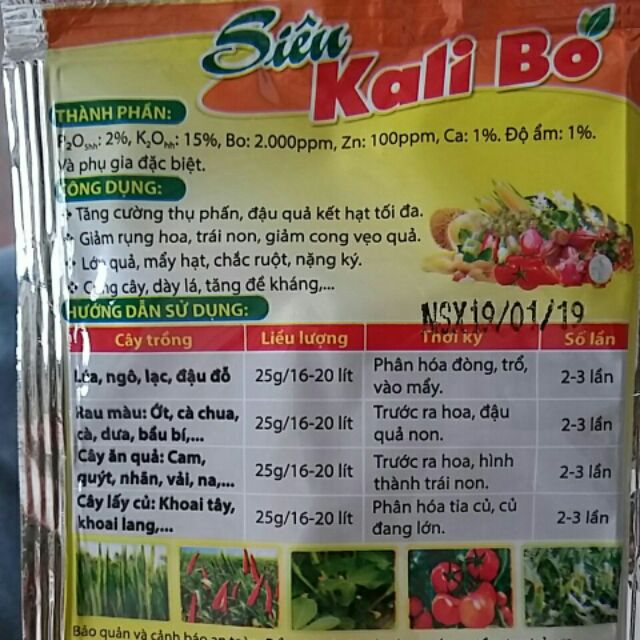 Siêu
Kali Bo
THÀNH PHẦN:
P₂O₅ₕₕ: 2%, K₂Oₕₕ: 15%, Bo: 2.000ppm, Zn: 100ppm, Ca: 1%. Độ ẩm: 1%.
và phụ gia đặc biệt.
CÔNG DỤNG:
Tăng cường thụ phấn, đậu quả kết hạt tối đa.
Giảm rụng hoa, trái non, giảm cong vẹo quả.
Lớn quả, mẩy hạt, chắc ruột, nặng ký.
Cứng cây, dày lá, tăng đề kháng,...
HƯỚNG DẪN SỬ DỤNG:
NSX19/01/19
Cây trồng Liều lượng Thời kỳ Số lần
Lúa, ngô, lạc, đậu đỗ 25g/16-20 lít Phân hóa đòng, trổ, vào mẩy. 2-3 lần
Rau màu: Ớt, cà chua, cà, dưa, bầu bí,... 25g/16-20 lít Trước ra hoa, đậu quả non. 2-3 lần
Cây ăn quả: Cam, quýt, nhãn, vải, na,... 25g/16-20 lít Trước ra hoa, hình thành trái non. 2-3 lần
Cây lấy củ: Khoai tây, khoai lang,... 25g/16-20 lít Phân hóa tia củ, củ đang lớn. 2-3 lần
Bảo quản và cảnh báo an toàn: